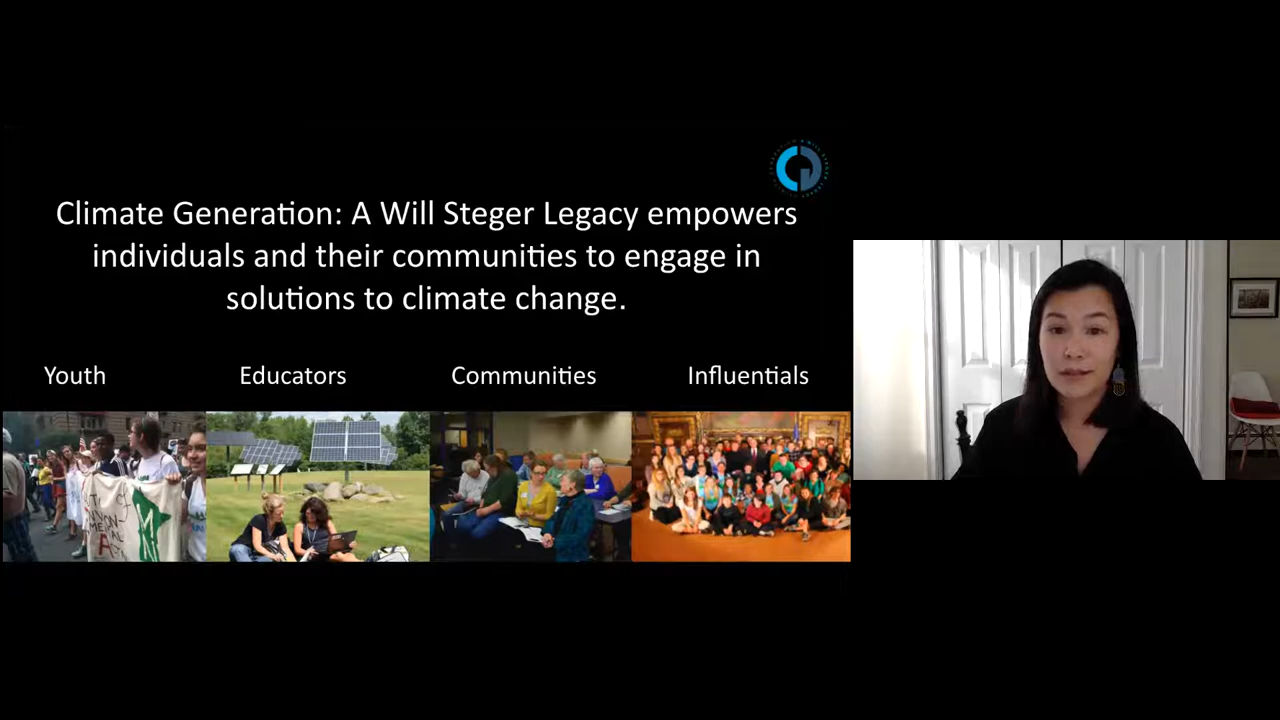 Climate Generation: A Will Steger Legacy empowers
individuals and their communities to engage in
solutions to climate change.
Youth
Educators
Communities
Influentials